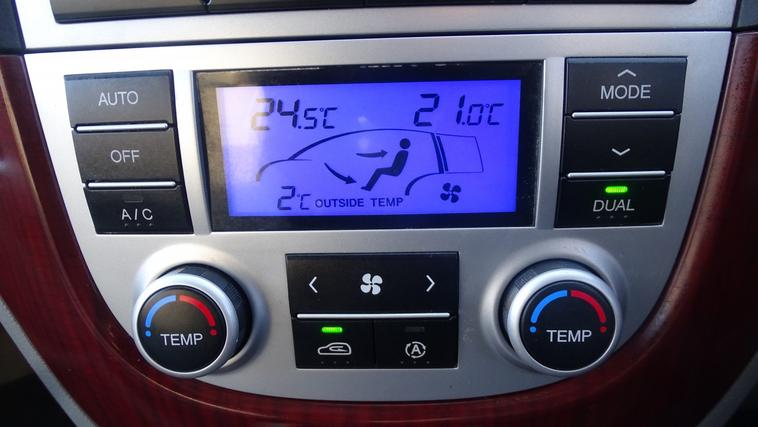 AUTO
OFF
A/C
24.5℃
21.0℃
2℃ OUTSIDE TEMP
MODE
DUAL
TEMP
A
TEMP